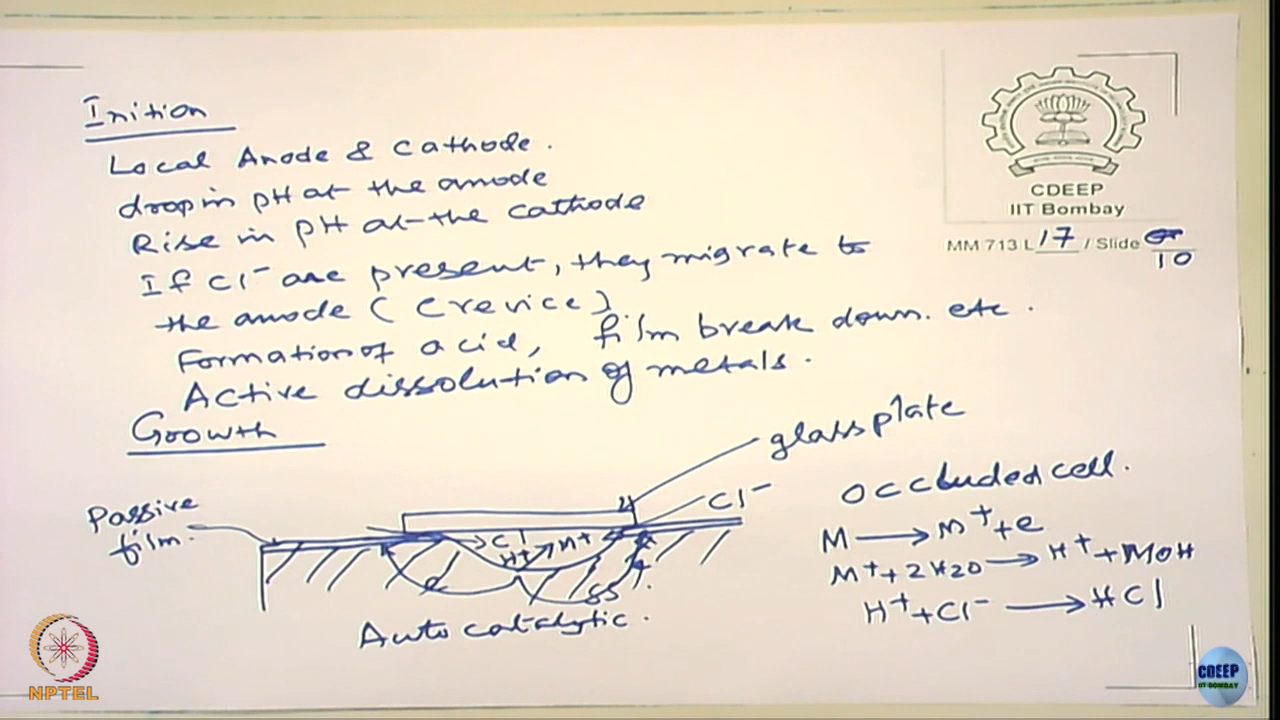 Inition
Local Anode & Cathode.
drop in pH at the anode
Rise in pH at the cathode
If Cl⁻ are present, they migrate to
the anode (Crevice)
Formation of acid, film break down. etc.
Active dissolution of metals.
Growth
glass plate
Passive
film.
Cl⁻
Cl
H⁺
M⁺
e
SS
Auto catalytic.
Occluded cell.
M → M⁺ + e
M⁺ + 2H2O → H⁺ + MOH
H⁺ + Cl⁻ → HCl
CDEEP
IIT Bombay
MM 713 L 17 / Slide
10
NPTEL
CDEEP
IIT BOMBAY